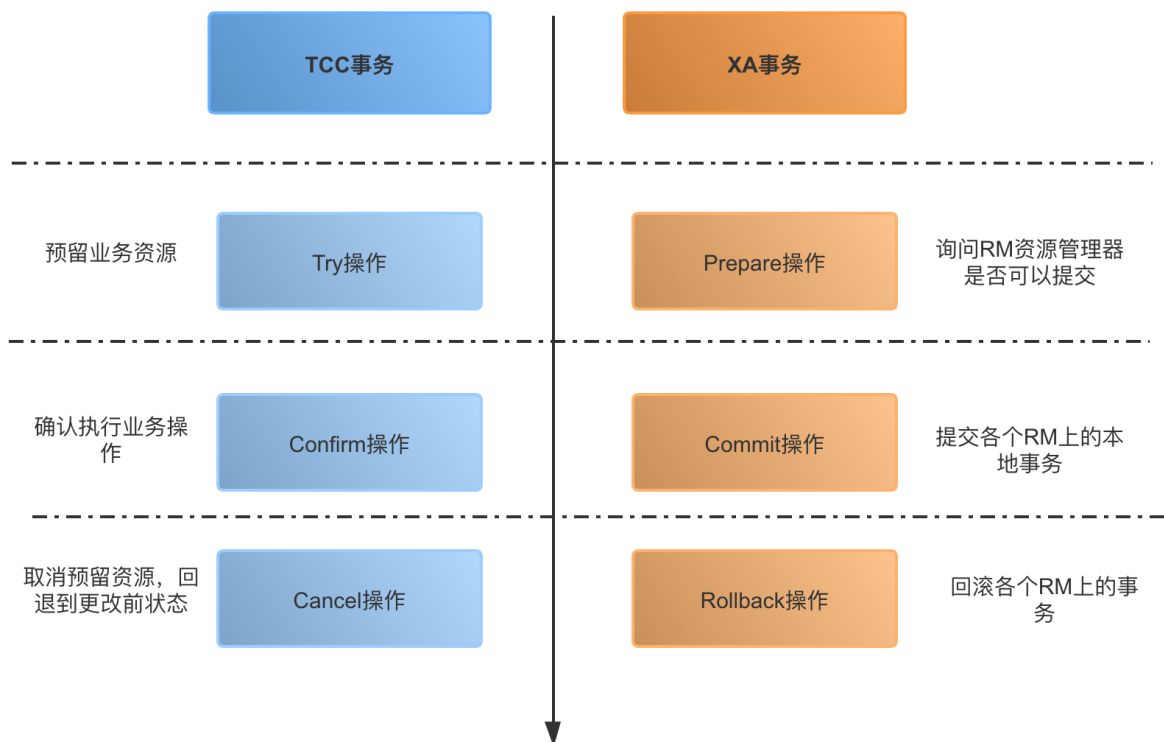 TCC事务
XA事务
预留业务资源
Try操作
Prepare操作
询问RM资源管理器
是否可以提交
确认执行业务操
作
Confirm操作
Commit操作
提交各个RM上的本
地事务
取消预留资源，回
退到更改前状态
Cancel操作
Rollback操作
回滚各个RM上的事
务